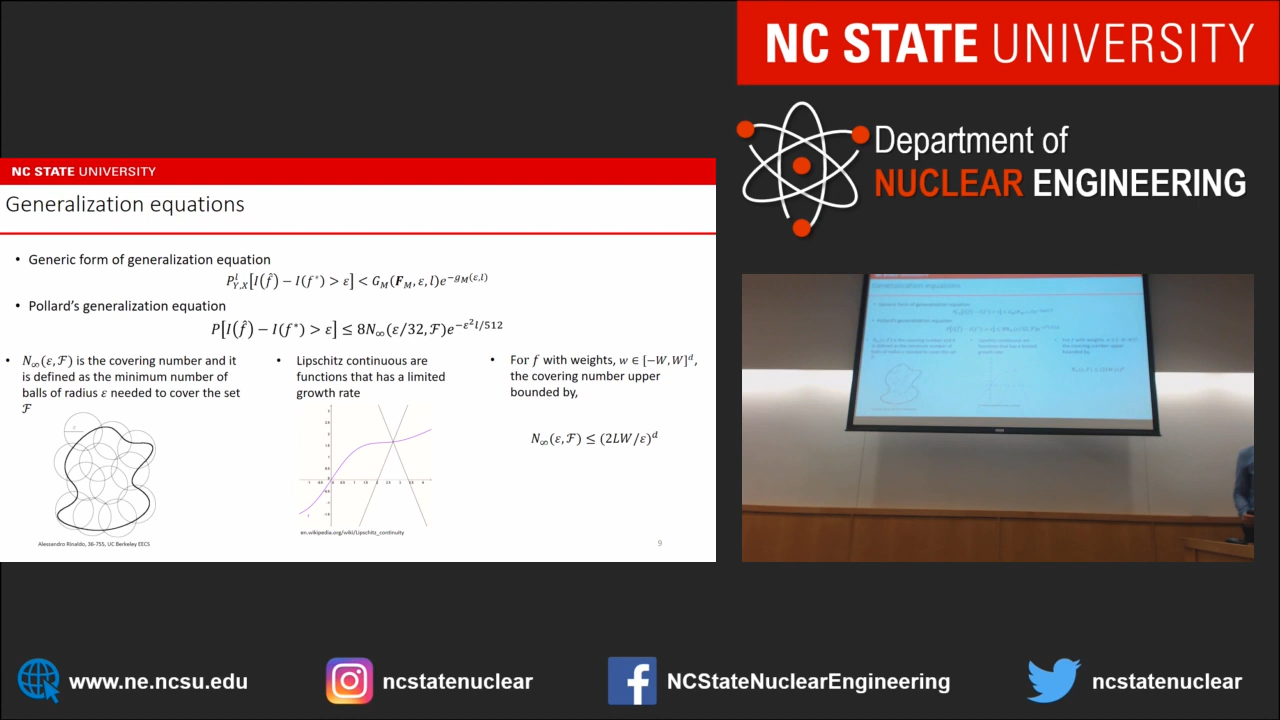 NC STATE UNIVERSITY
Department of
NUCLEAR ENGINEERING
NC STATE UNIVERSITY
Generalization equations
• Generic form of generalization equation
P^l_{Y,X}[I(f̂) − I(f*) > ε] < G_M(F_M, ε, l)e^{−g_M(ε,l)}
• Pollard's generalization equation
P[I(f̂) − I(f*) > ε] ≤ 8N_∞(ε/32, ℱ)e^{−ε²l/512}
• N_∞(ε, ℱ) is the covering number and it
is defined as the minimum number of
balls of radius ε needed to cover the set
ℱ
Alessandro Rinaldo, 36-755, UC Berkeley EECS
• Lipschitz continuous are
functions that has a limited
growth rate
en.wikipedia.org/wiki/Lipschitz_continuity
• For f with weights, w ∈ [−W, W]^d,
the covering number upper
bounded by,
N_∞(ε, ℱ) ≤ (2LW/ε)^d
9
Generalization equations
www.ne.ncsu.edu
ncstatenuclear
NCStateNuclearEngineering
ncstatenuclear